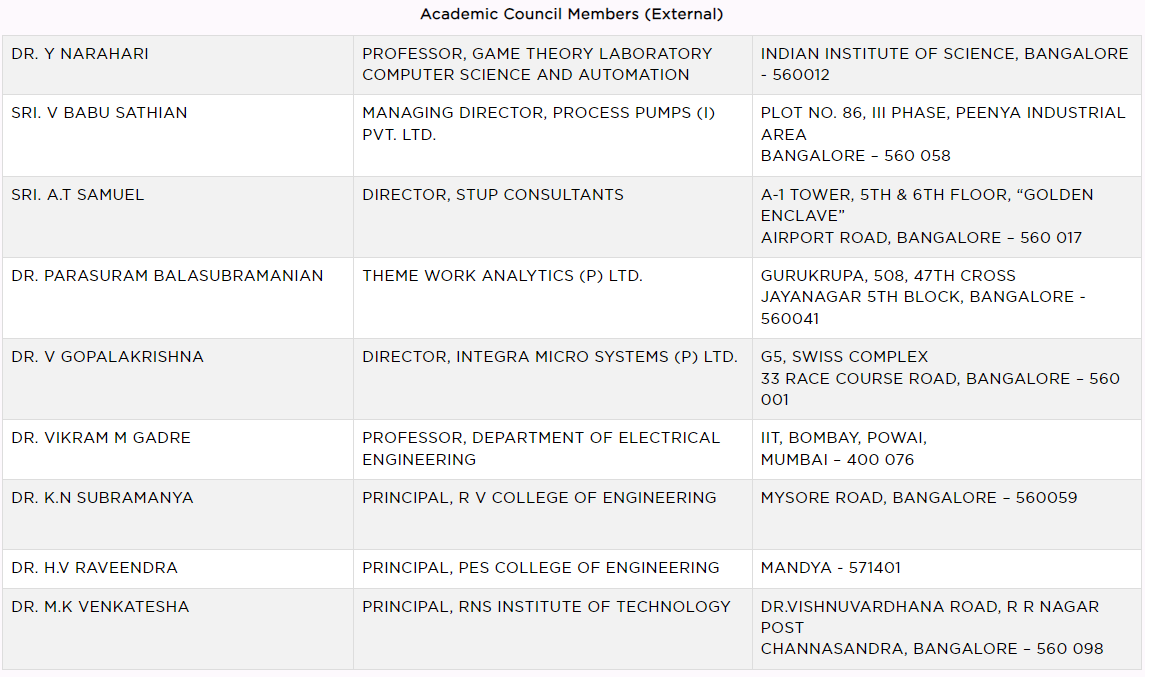 Academic Council Members (External)
DR. Y NARAHARI
PROFESSOR, GAME THEORY LABORATORY
COMPUTER SCIENCE AND AUTOMATION
INDIAN INSTITUTE OF SCIENCE, BANGALORE
- 560012
SRI. V BABU SATHIAN
MANAGING DIRECTOR, PROCESS PUMPS (I)
PVT. LTD.
PLOT NO. 86, III PHASE, PEENYA INDUSTRIAL
AREA
BANGALORE – 560 058
SRI. A.T SAMUEL
DIRECTOR, STUP CONSULTANTS
A-1 TOWER, 5TH & 6TH FLOOR, “GOLDEN
ENCLAVE”
AIRPORT ROAD, BANGALORE – 560 017
DR. PARASURAM BALASUBRAMANIAN
THEME WORK ANALYTICS (P) LTD.
GURUKRUPA, 508, 47TH CROSS
JAYANAGAR 5TH BLOCK, BANGALORE -
560041
DR. V GOPALAKRISHNA
DIRECTOR, INTEGRA MICRO SYSTEMS (P) LTD.
G5, SWISS COMPLEX
33 RACE COURSE ROAD, BANGALORE – 560
001
DR. VIKRAM M GADRE
PROFESSOR, DEPARTMENT OF ELECTRICAL
ENGINEERING
IIT, BOMBAY, POWAI,
MUMBAI – 400 076
DR. K.N SUBRAMANYA
PRINCIPAL, R V COLLEGE OF ENGINEERING
MYSORE ROAD, BANGALORE – 560059
DR. H.V RAVEENDRA
PRINCIPAL, PES COLLEGE OF ENGINEERING
MANDYA - 571401
DR. M.K VENKATESHA
PRINCIPAL, RNS INSTITUTE OF TECHNOLOGY
DR.VISHNUVARDHANA ROAD, R R NAGAR
POST
CHANNASANDRA, BANGALORE – 560 098